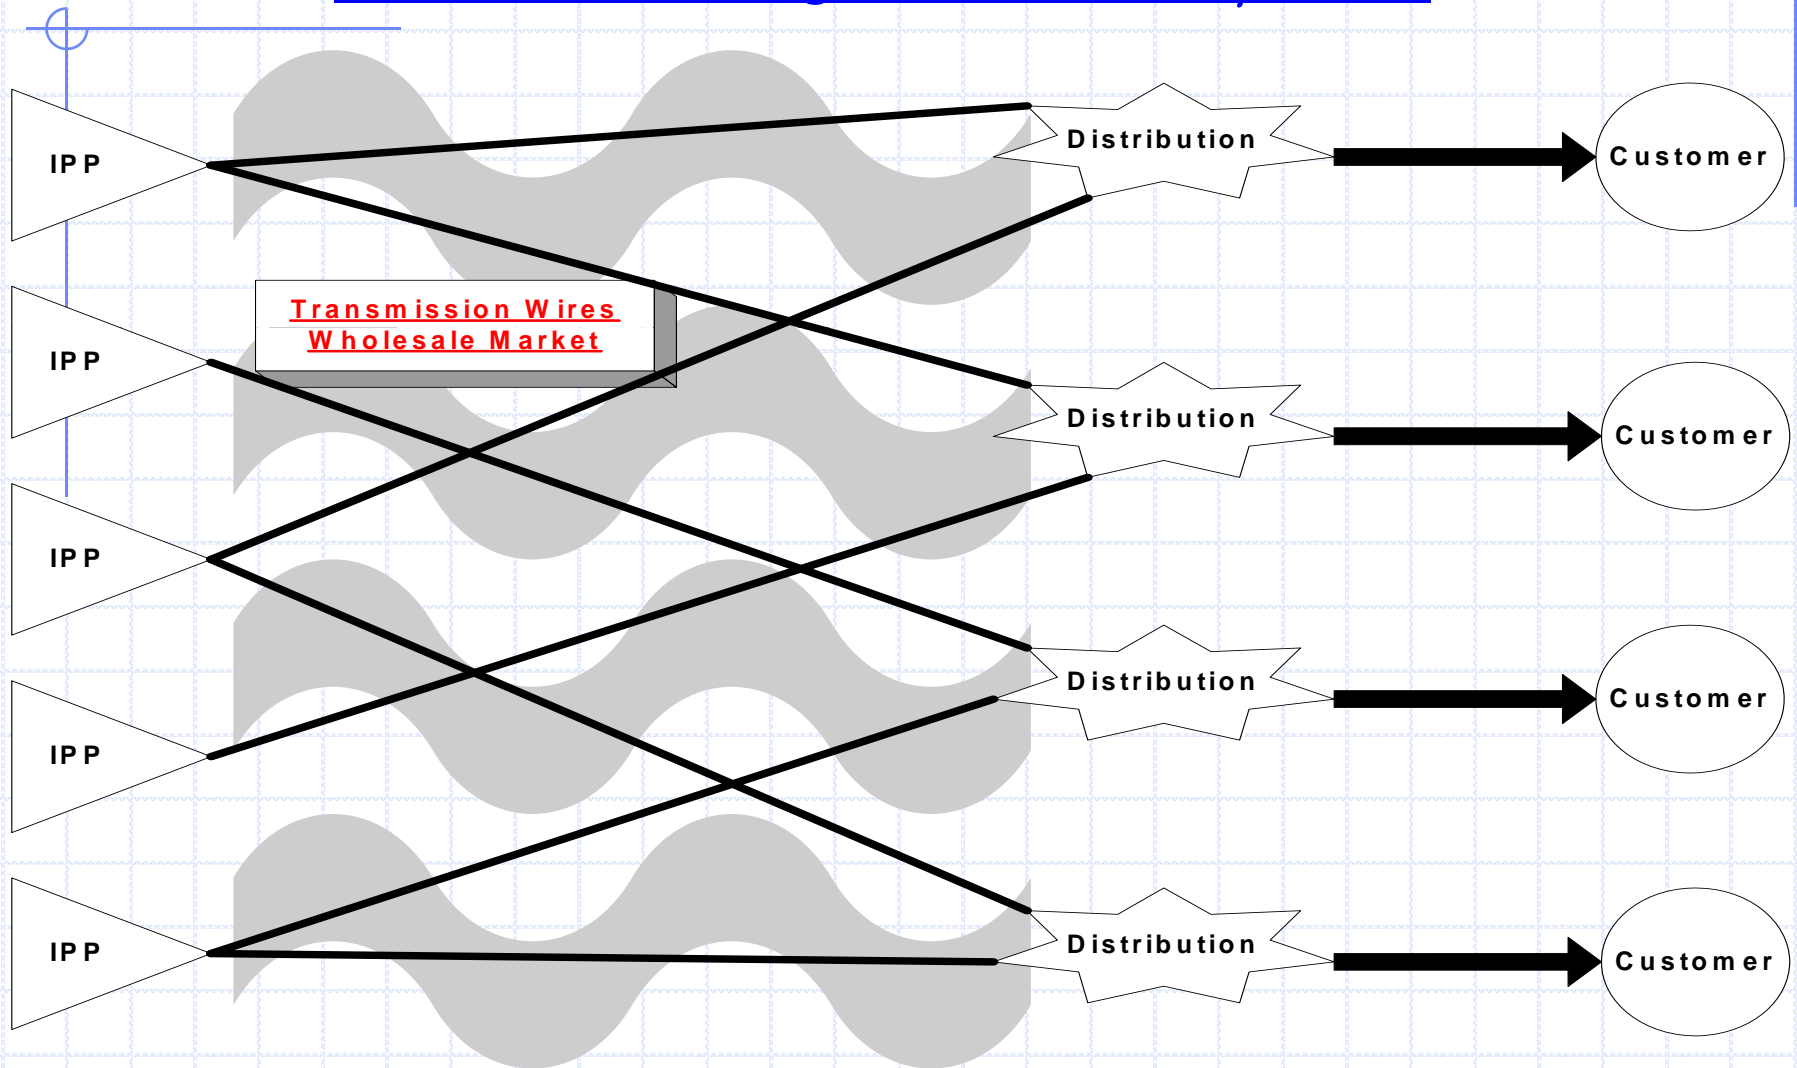 IPP
Distribution
Customer
Transmission Wires
Wholesale Market
IPP
Distribution
Customer
IPP
Distribution
Customer
IPP
IPP
Distribution
Customer